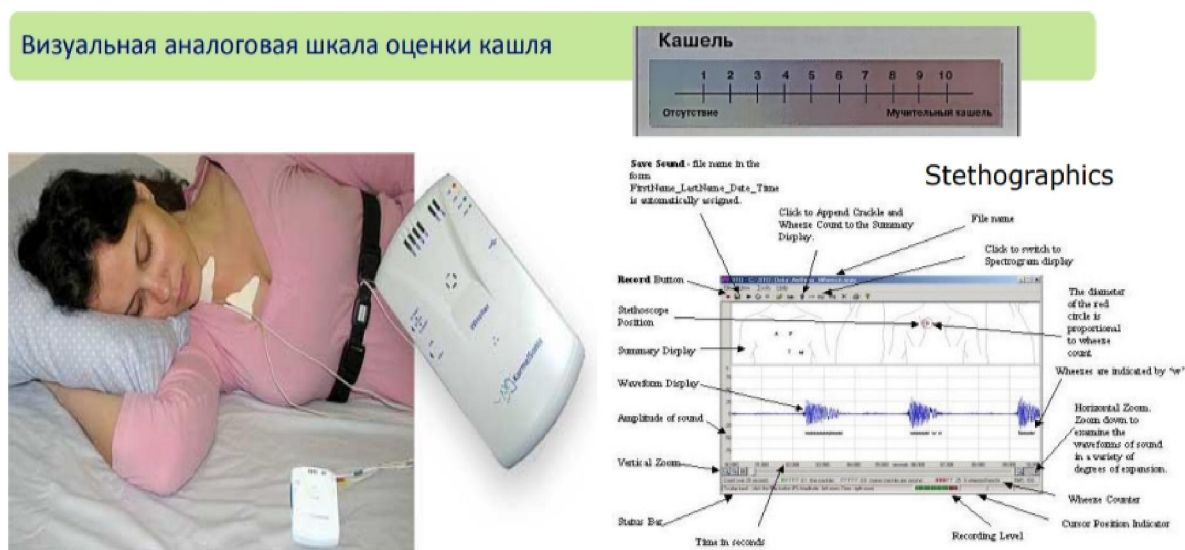 Визуальная аналоговая шкала оценки кашля
Кашель
1 2 3 4 5 6 7 8 9 10
Отсутствие
Мучительный кашель
Stethographics
Save Sound - file name in the
form
FirstName_LastName_Date_Time
is automatically assigned.
Click to Append Crackle and
Wheeze Count to the Summary
Display.
File name
Click to switch to
Spectrogram display
Record Button
Stethoscope
Position
Summary Display
Waveform Display
Amplitude of sound
Vertical Zoom
Status Bar
Time in seconds
The diameter
of the red
circle is
proportional
to wheeze
count
Wheezes are indicated by 'w'
Horizontal Zoom.
Zoom down to
examine the
waveforms of sound
in a variety of
degrees of expansion.
Wheeze Counter
Cursor Position Indicator
Recording Level
KarmelSonix